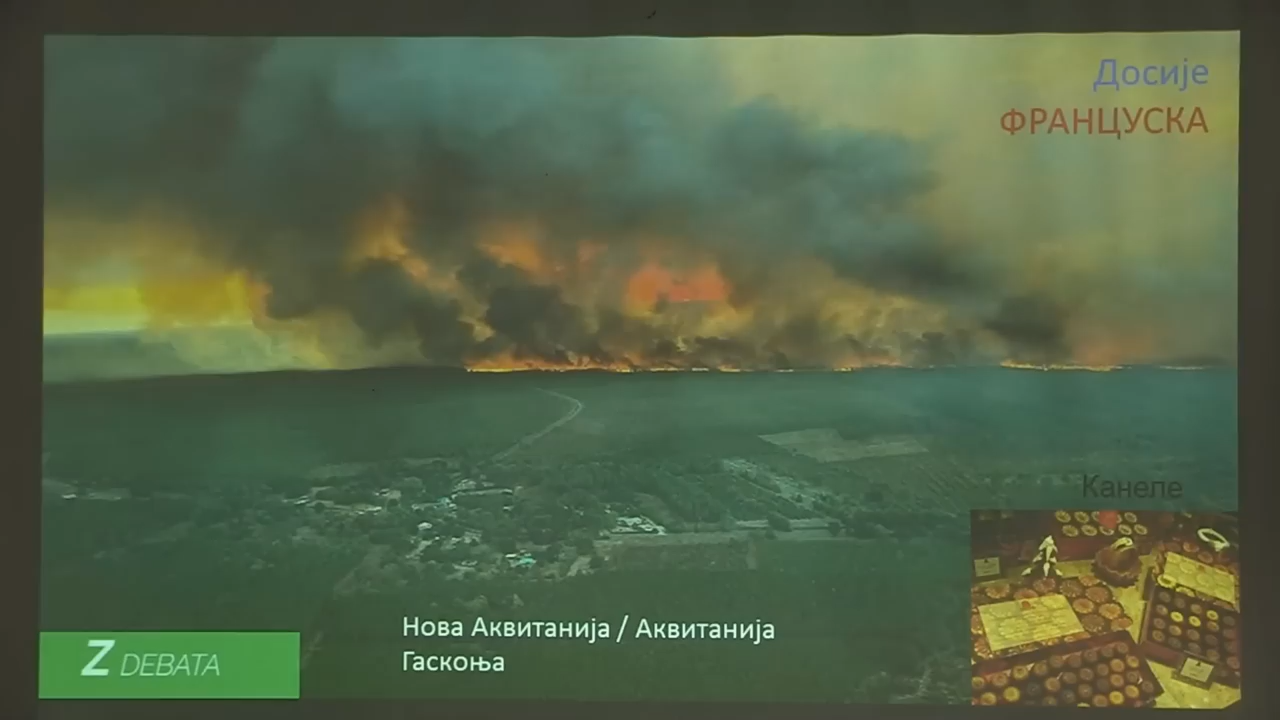 Досије
ФРАНЦУСКА
Канеле
Нова Аквитанија / Аквитанија
Гаскоња
Z DEBATA